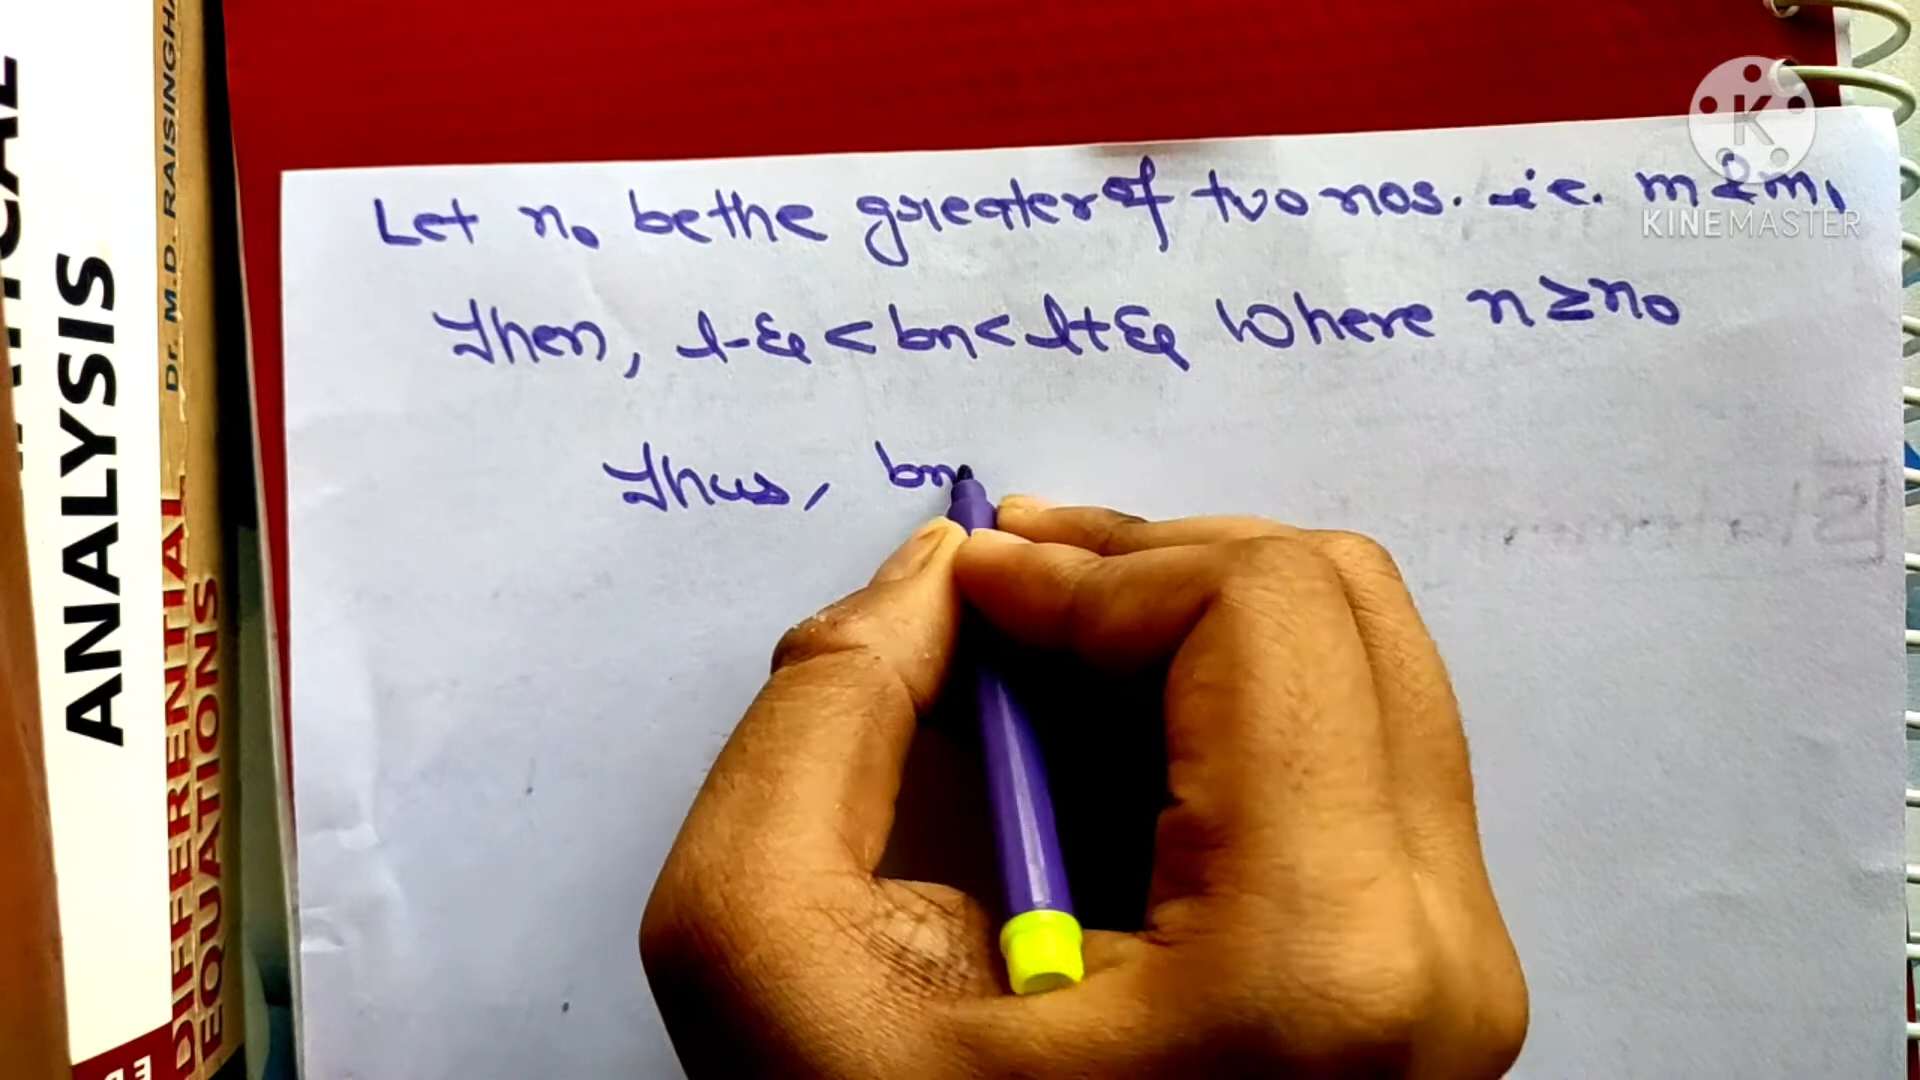 ANALYSIS
DIFFERENTIAL
EQUATIONS
Dr. M.D. RAISINGHA
K
KINEMASTER
Let n₀ be the greater of two nos. i.e. m & m₁
Then, l-ε < bn < l+ε Where n ≥ n₀
Thus, bn